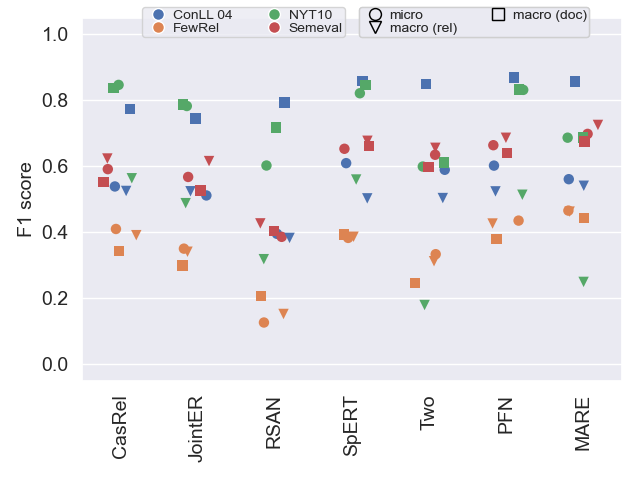 ConLL 04
FewRel
NYT10
Semeval
micro
macro (rel)
macro (doc)
1.0
0.8
0.6
0.4
0.2
0.0
F1 score
CasRel
JointER
RSAN
SpERT
Two
PFN
MARE